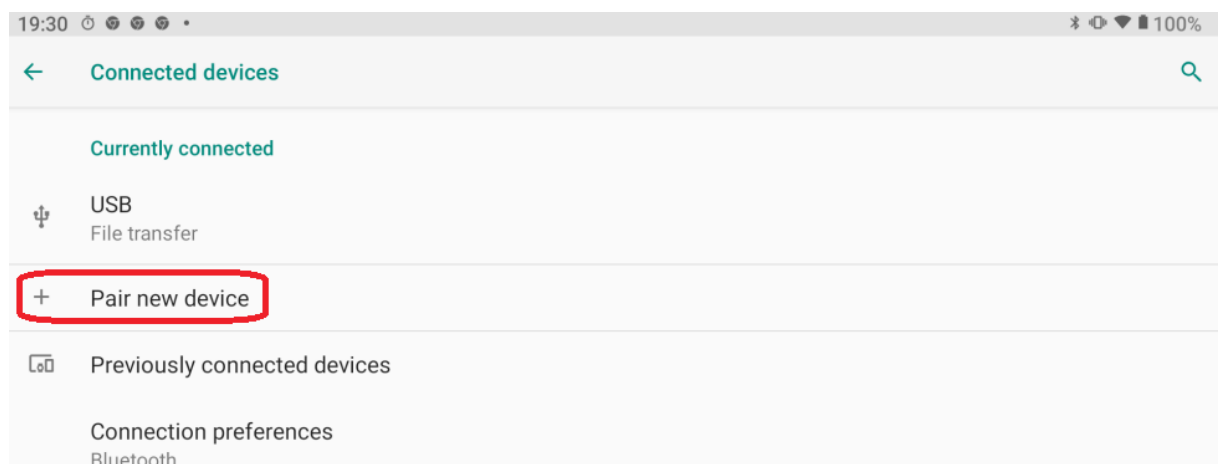 19:30 100%
Connected devices
Currently connected
USB
File transfer
Pair new device
Previously connected devices
Connection preferences
Bluetooth